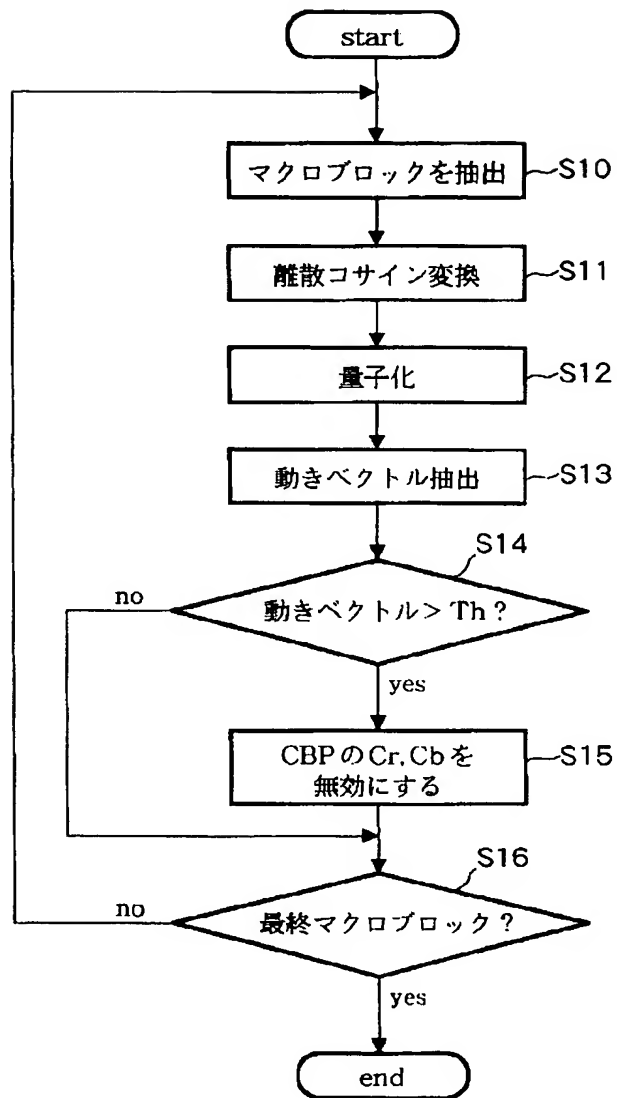 start
マクロブロックを抽出
S10
離散コサイン変換
S11
量子化
S12
動きベクトル抽出
S13
S14
no
動きベクトル> Th?
yes
CBPのCr,Cbを
無効にする
S15
S16
no
最終マクロブロック?
yes
end